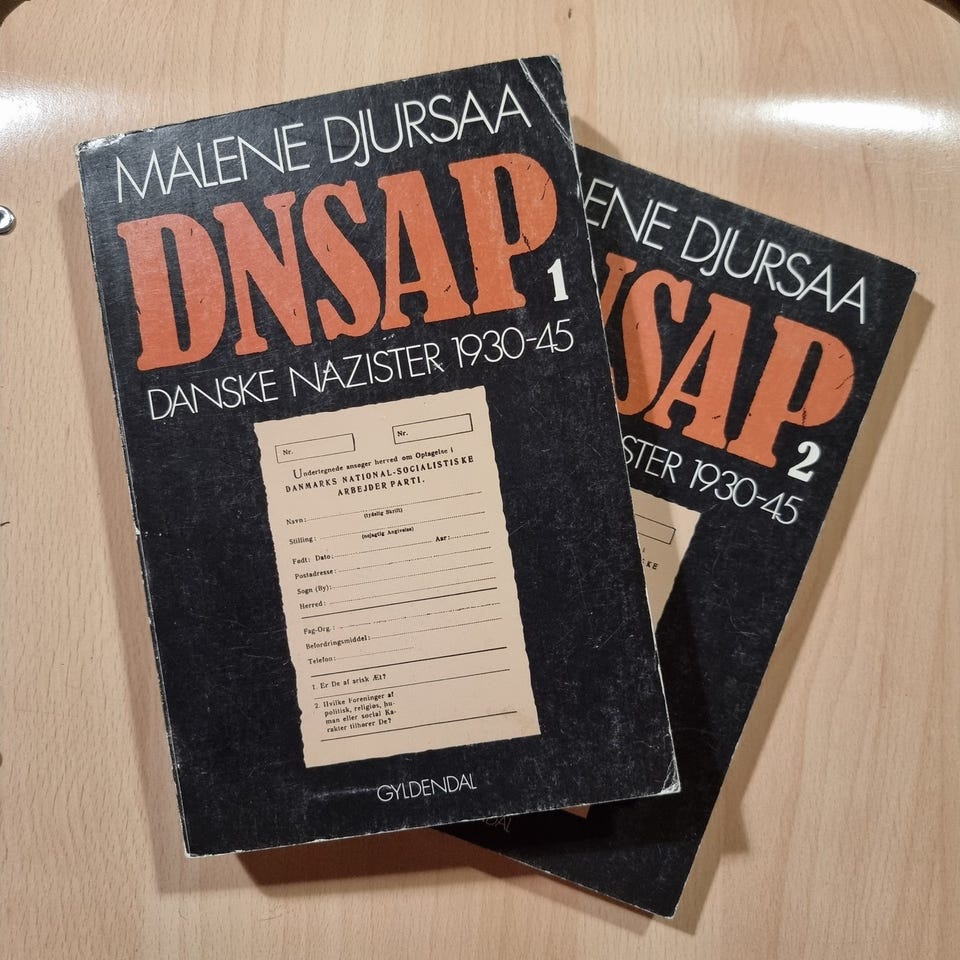 MALENE DJURSAA
DNSAP 1
DANSKE NAZISTER 1930-45
Nr.
Nr.
Undertegnede ansøger herved om Optagelse i
DANMARKS NATIONAL-SOCIALISTISKE
ARBEJDER PARTI.
Navn:
(tydelig Skrift)
Stilling:
(nøjagtig Angivelse)
Født: Dato: Aar:
Postadresse:
Sogn (By):
Herred:
Fag-Org.:
Befordringsmiddel:
Telefon:
1. Er De af arisk Æt?
2. Hvilke Foreninger af
politisk, religiøs, hu-
man eller social Ka-
rakter tilhører De?
GYLDENDAL
ENE DJURSAA
NSAP 2
STER 1930-45
KE